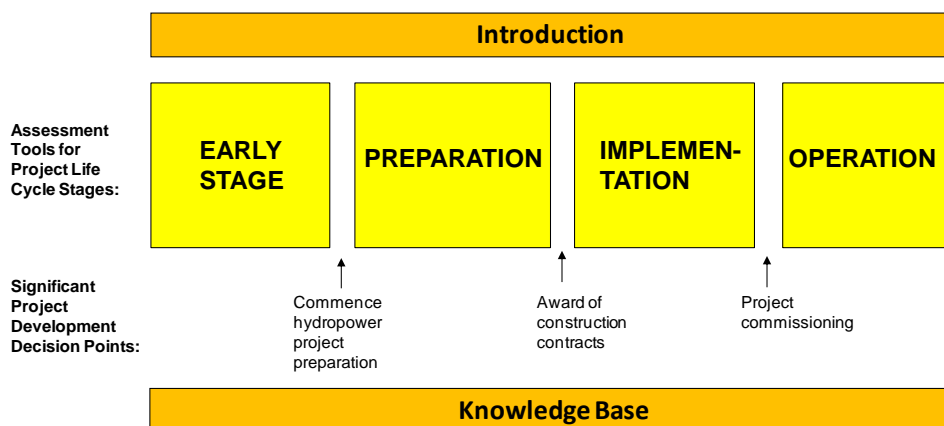 Introduction
Assessment
Tools for
Project Life
Cycle Stages:
EARLY
STAGE
PREPARATION
IMPLEMEN-
TATION
OPERATION
Significant
Project
Development
Decision Points:
Commence
hydropower
project
preparation
Award of
construction
contracts
Project
commissioning
Knowledge Base